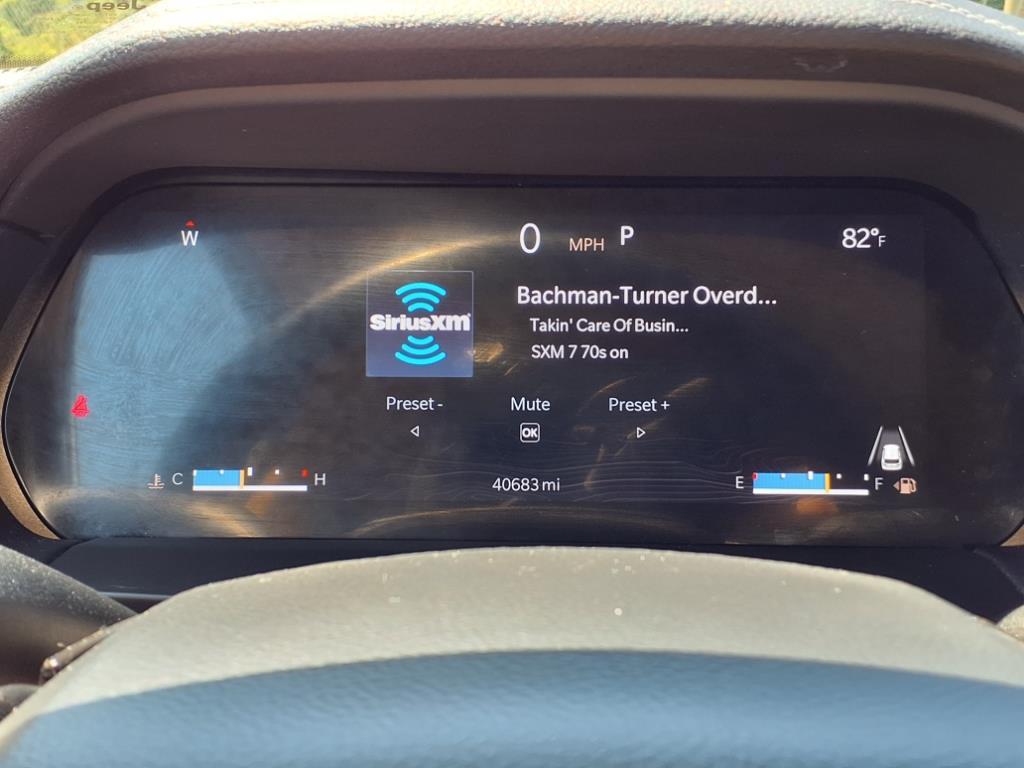 Jeep
W
0 MPH P
82°F
SiriusXM
Bachman-Turner Overd...
Takin' Care Of Busin...
SXM 7 70s on
Preset -
Mute
Preset +
OK
C
H
40683 mi
E
F